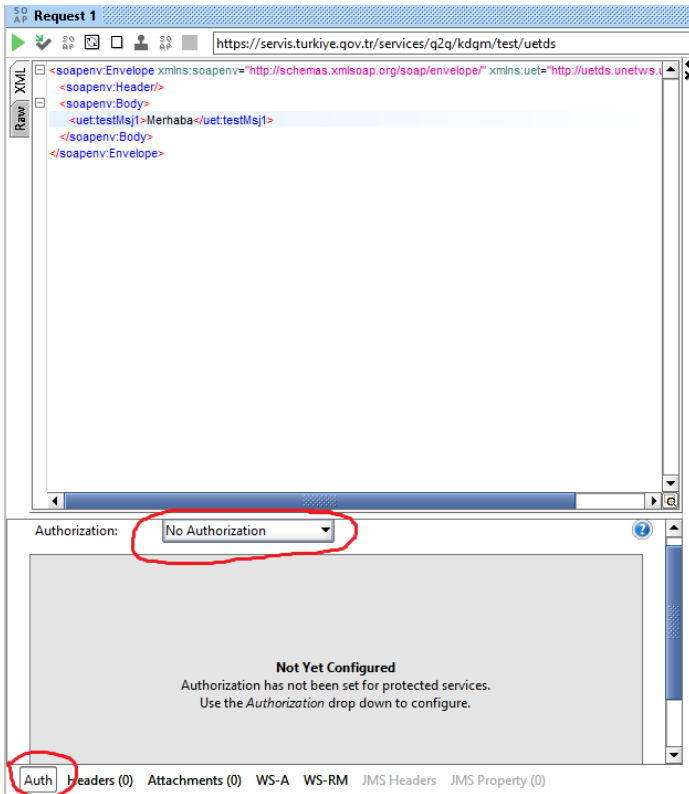 SO AP Request 1
https://servis.turkiye.gov.tr/services/g2g/kdgm/test/uetds
XML
Raw
<soapenv:Envelope xmlns:soapenv="http://schemas.xmlsoap.org/soap/envelope/" xmlns:uet="http://uetds.unetws.u
<soapenv:Header/>
<soapenv:Body>
<uet:testMsj1>Merhaba</uet:testMsj1>
</soapenv:Body>
</soapenv:Envelope>
Authorization: No Authorization
Not Yet Configured
Authorization has not been set for protected services.
Use the Authorization drop down to configure.
Auth Headers (0) Attachments (0) WS-A WS-RM JMS Headers JMS Property (0)